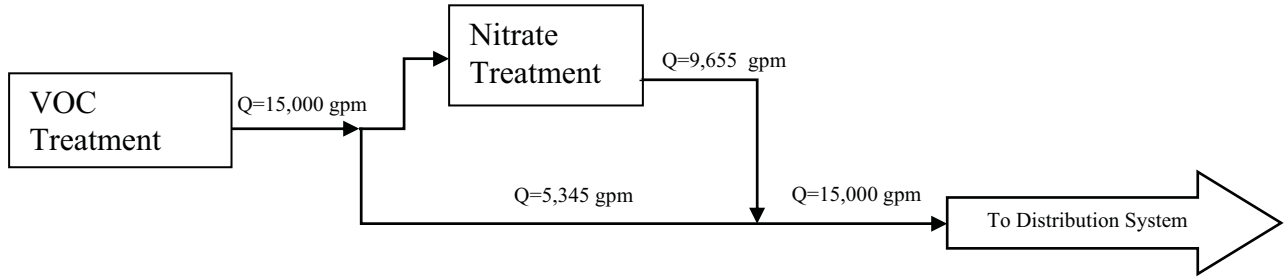 VOC
Treatment
Q=15,000 gpm
Nitrate
Treatment
Q=9,655 gpm
Q=5,345 gpm
Q=15,000 gpm
To Distribution System